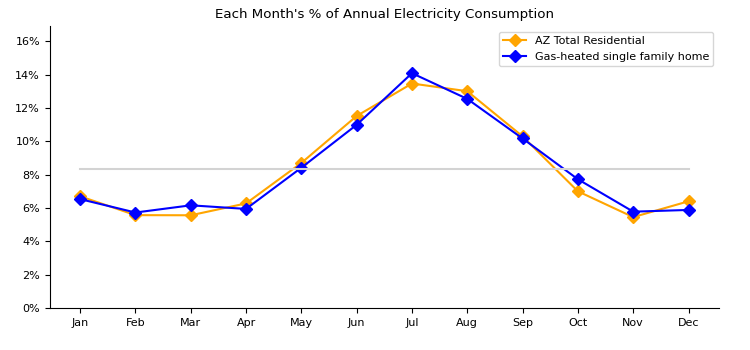 Each Month's % of Annual Electricity Consumption
AZ Total Residential
Gas-heated single family home
16%
14%
12%
10%
8%
6%
4%
2%
0%
Jan Feb Mar Apr May Jun Jul Aug Sep Oct Nov Dec